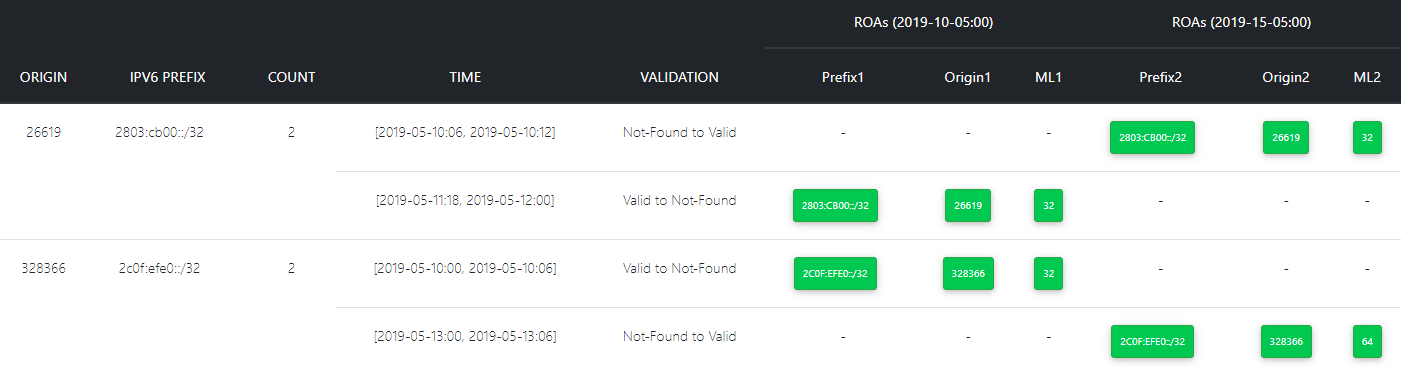 ROAs (2019-10-05:00) ROAs (2019-15-05:00)
ORIGIN IPV6 PREFIX COUNT TIME VALIDATION Prefix1 Origin1 ML1 Prefix2 Origin2 ML2
26619 2803:cb00::/32 2 [2019-05-10:06, 2019-05-10:12] Not-Found to Valid - - - 2803:CB00::/32 26619 32
[2019-05-11:18, 2019-05-12:00] Valid to Not-Found 2803:CB00::/32 26619 32 - - -
328366 2c0f:efe0::/32 2 [2019-05-10:00, 2019-05-10:06] Valid to Not-Found 2C0F:EFE0::/32 328366 32 - - -
[2019-05-13:00, 2019-05-13:06] Not-Found to Valid - - - 2C0F:EFE0::/32 328366 64